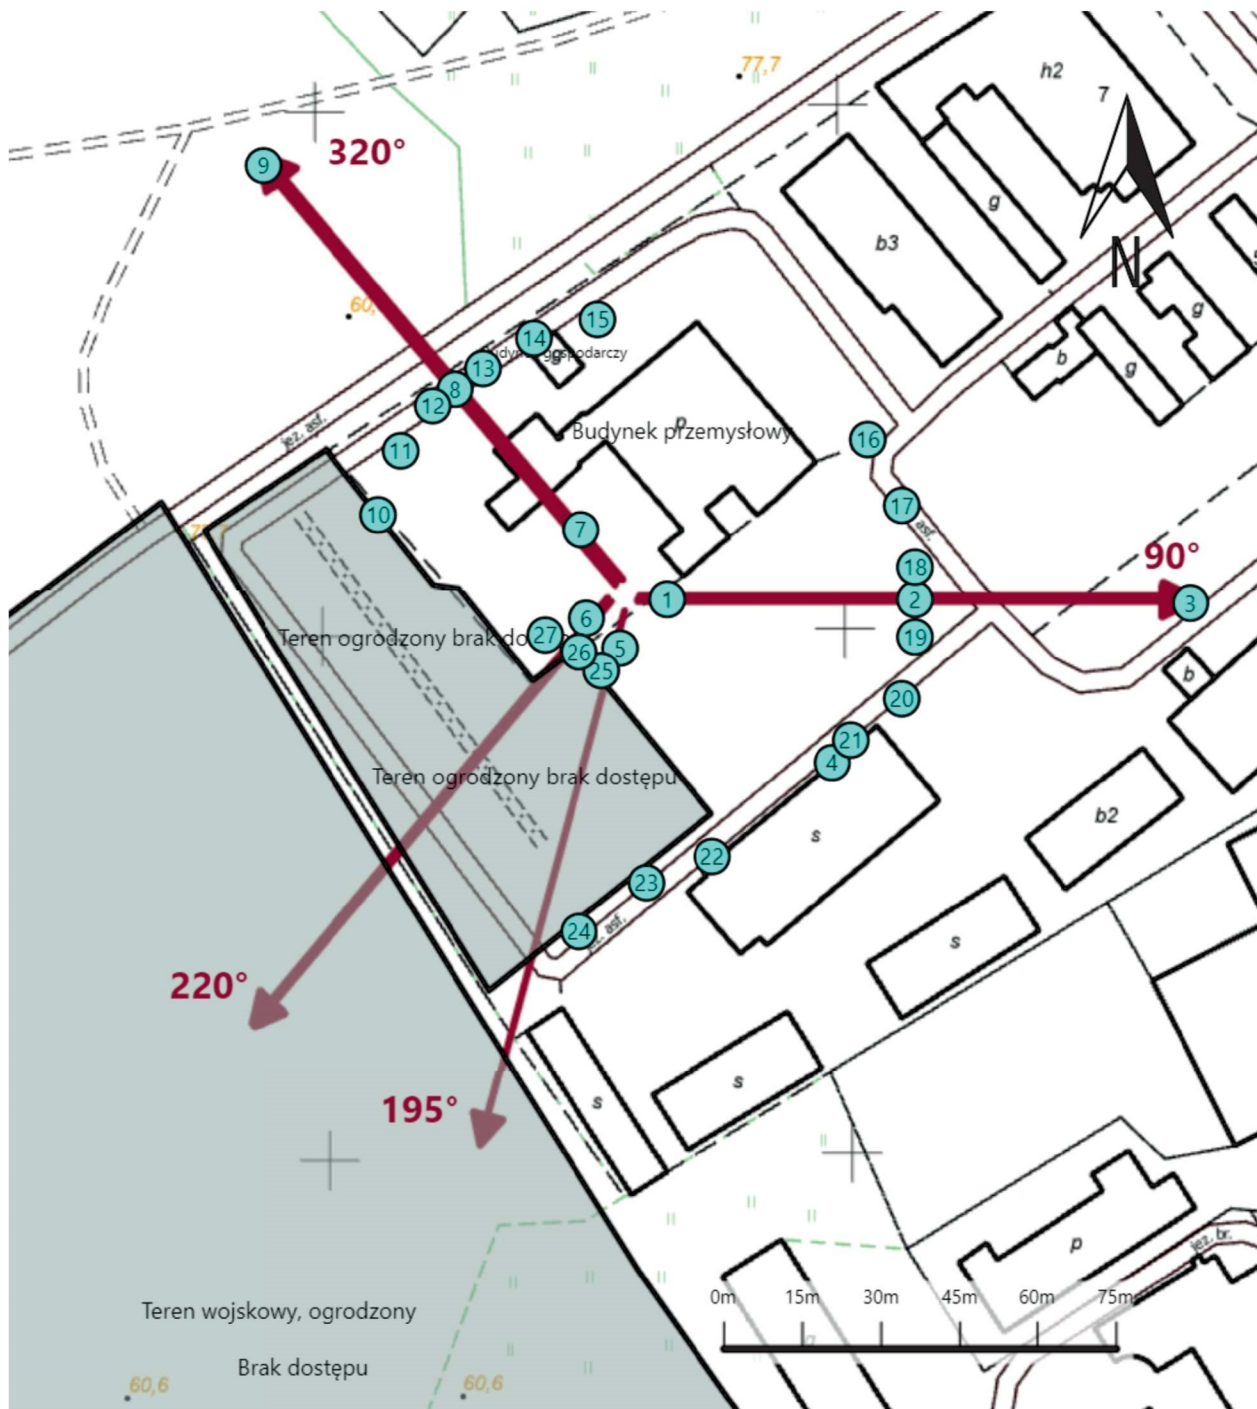 77,7
h2
7
9
320°
g
b3
N
g
60,
15
14
g
Budynek gospodarczy
13
b
g
8
12
jez. asf.
16
p
Budynek przemysłowy
11
17
10
asf.
7
18
90°
1
2
3
6
27
5
19
Teren ogrodzony brak do
26
25
b
20
21
4
Teren ogrodzony brak dostępu
b2
s
22
23
24
jez. asf.
s
220°
195°
s
s
p
jez. br.
0m 15m 30m 45m 60m 75m
Teren wojskowy, ogrodzony
Brak dostępu
60,6
60,6